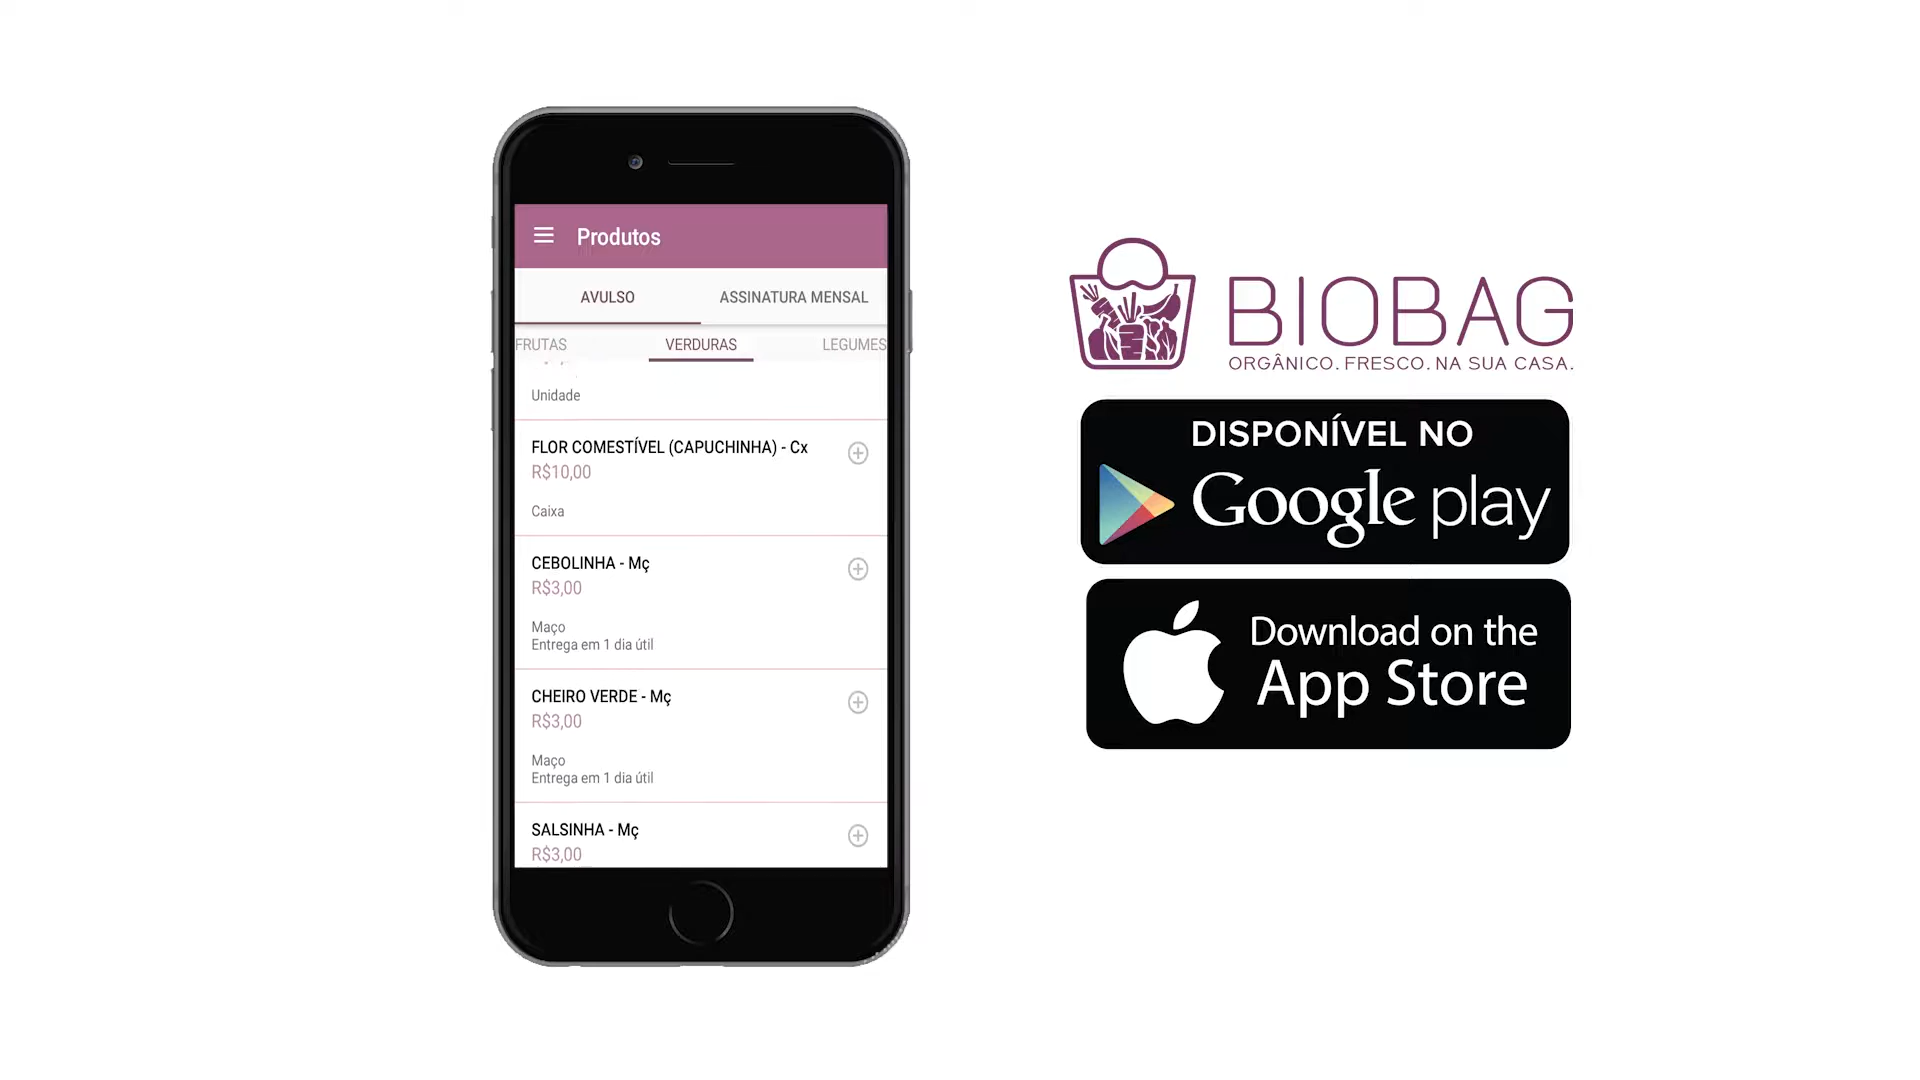 Produtos
AVULSO
ASSINATURA MENSAL
FRUTAS
VERDURAS
LEGUMES
Unidade
FLOR COMESTÍVEL (CAPUCHINHA) - Cx
R$10,00
Caixa
CEBOLINHA - Mç
R$3,00
Maço
Entrega em 1 dia útil
CHEIRO VERDE - Mç
R$3,00
Maço
Entrega em 1 dia útil
SALSINHA - Mç
R$3,00
BIOBAG
ORGÂNICO. FRESCO. NA SUA CASA.
DISPONÍVEL NO
Google play
Download on the
App Store